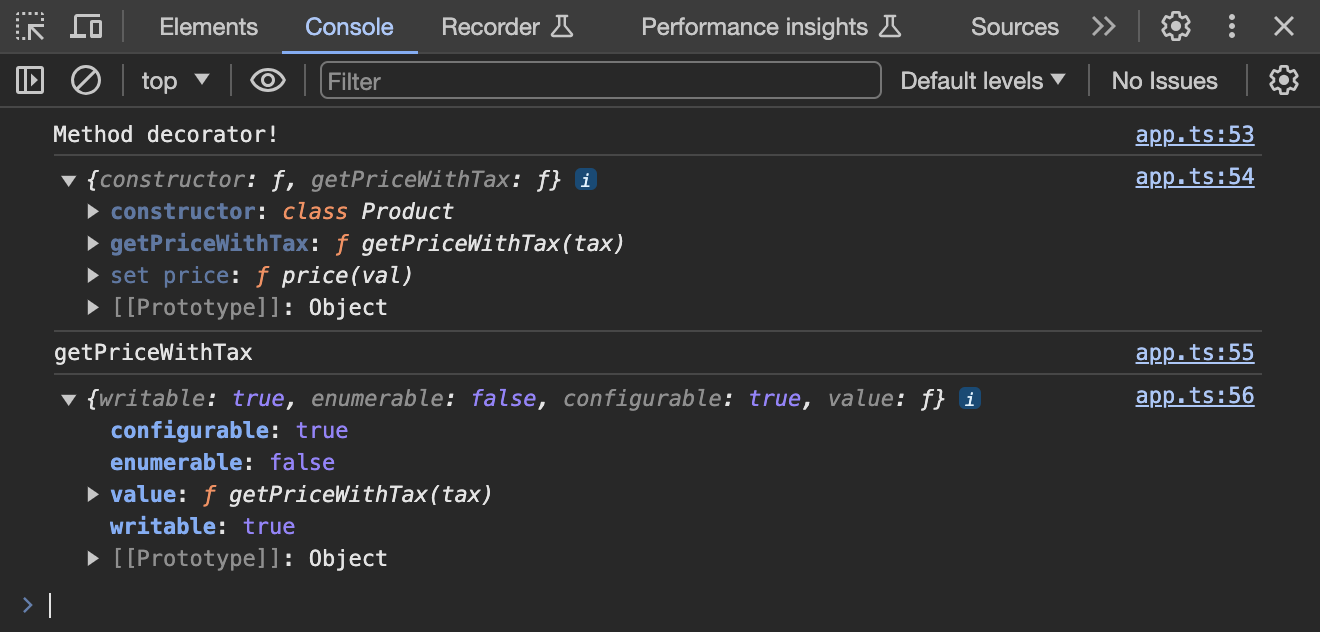 Elements Console Recorder Performance insights Sources
top Filter Default levels No Issues
Method decorator! app.ts:53
{constructor: ƒ, getPriceWithTax: ƒ} i app.ts:54
constructor: class Product
getPriceWithTax: ƒ getPriceWithTax(tax)
set price: ƒ price(val)
[[Prototype]]: Object
getPriceWithTax app.ts:55
{writable: true, enumerable: false, configurable: true, value: ƒ} i app.ts:56
configurable: true
enumerable: false
value: ƒ getPriceWithTax(tax)
writable: true
[[Prototype]]: Object